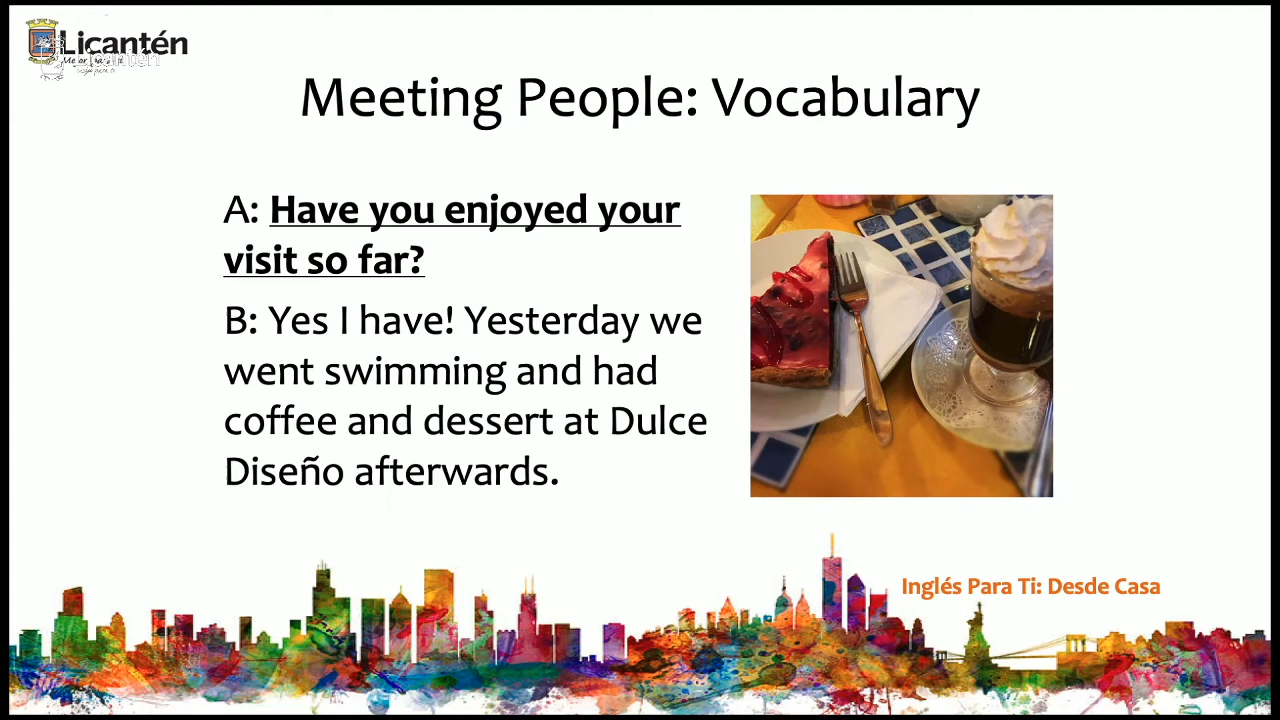 Licantén
Meeting People: Vocabulary
A: Have you enjoyed your
visit so far?
B: Yes I have! Yesterday we
went swimming and had
coffee and dessert at Dulce
Diseño afterwards.
Inglés Para Ti: Desde Casa